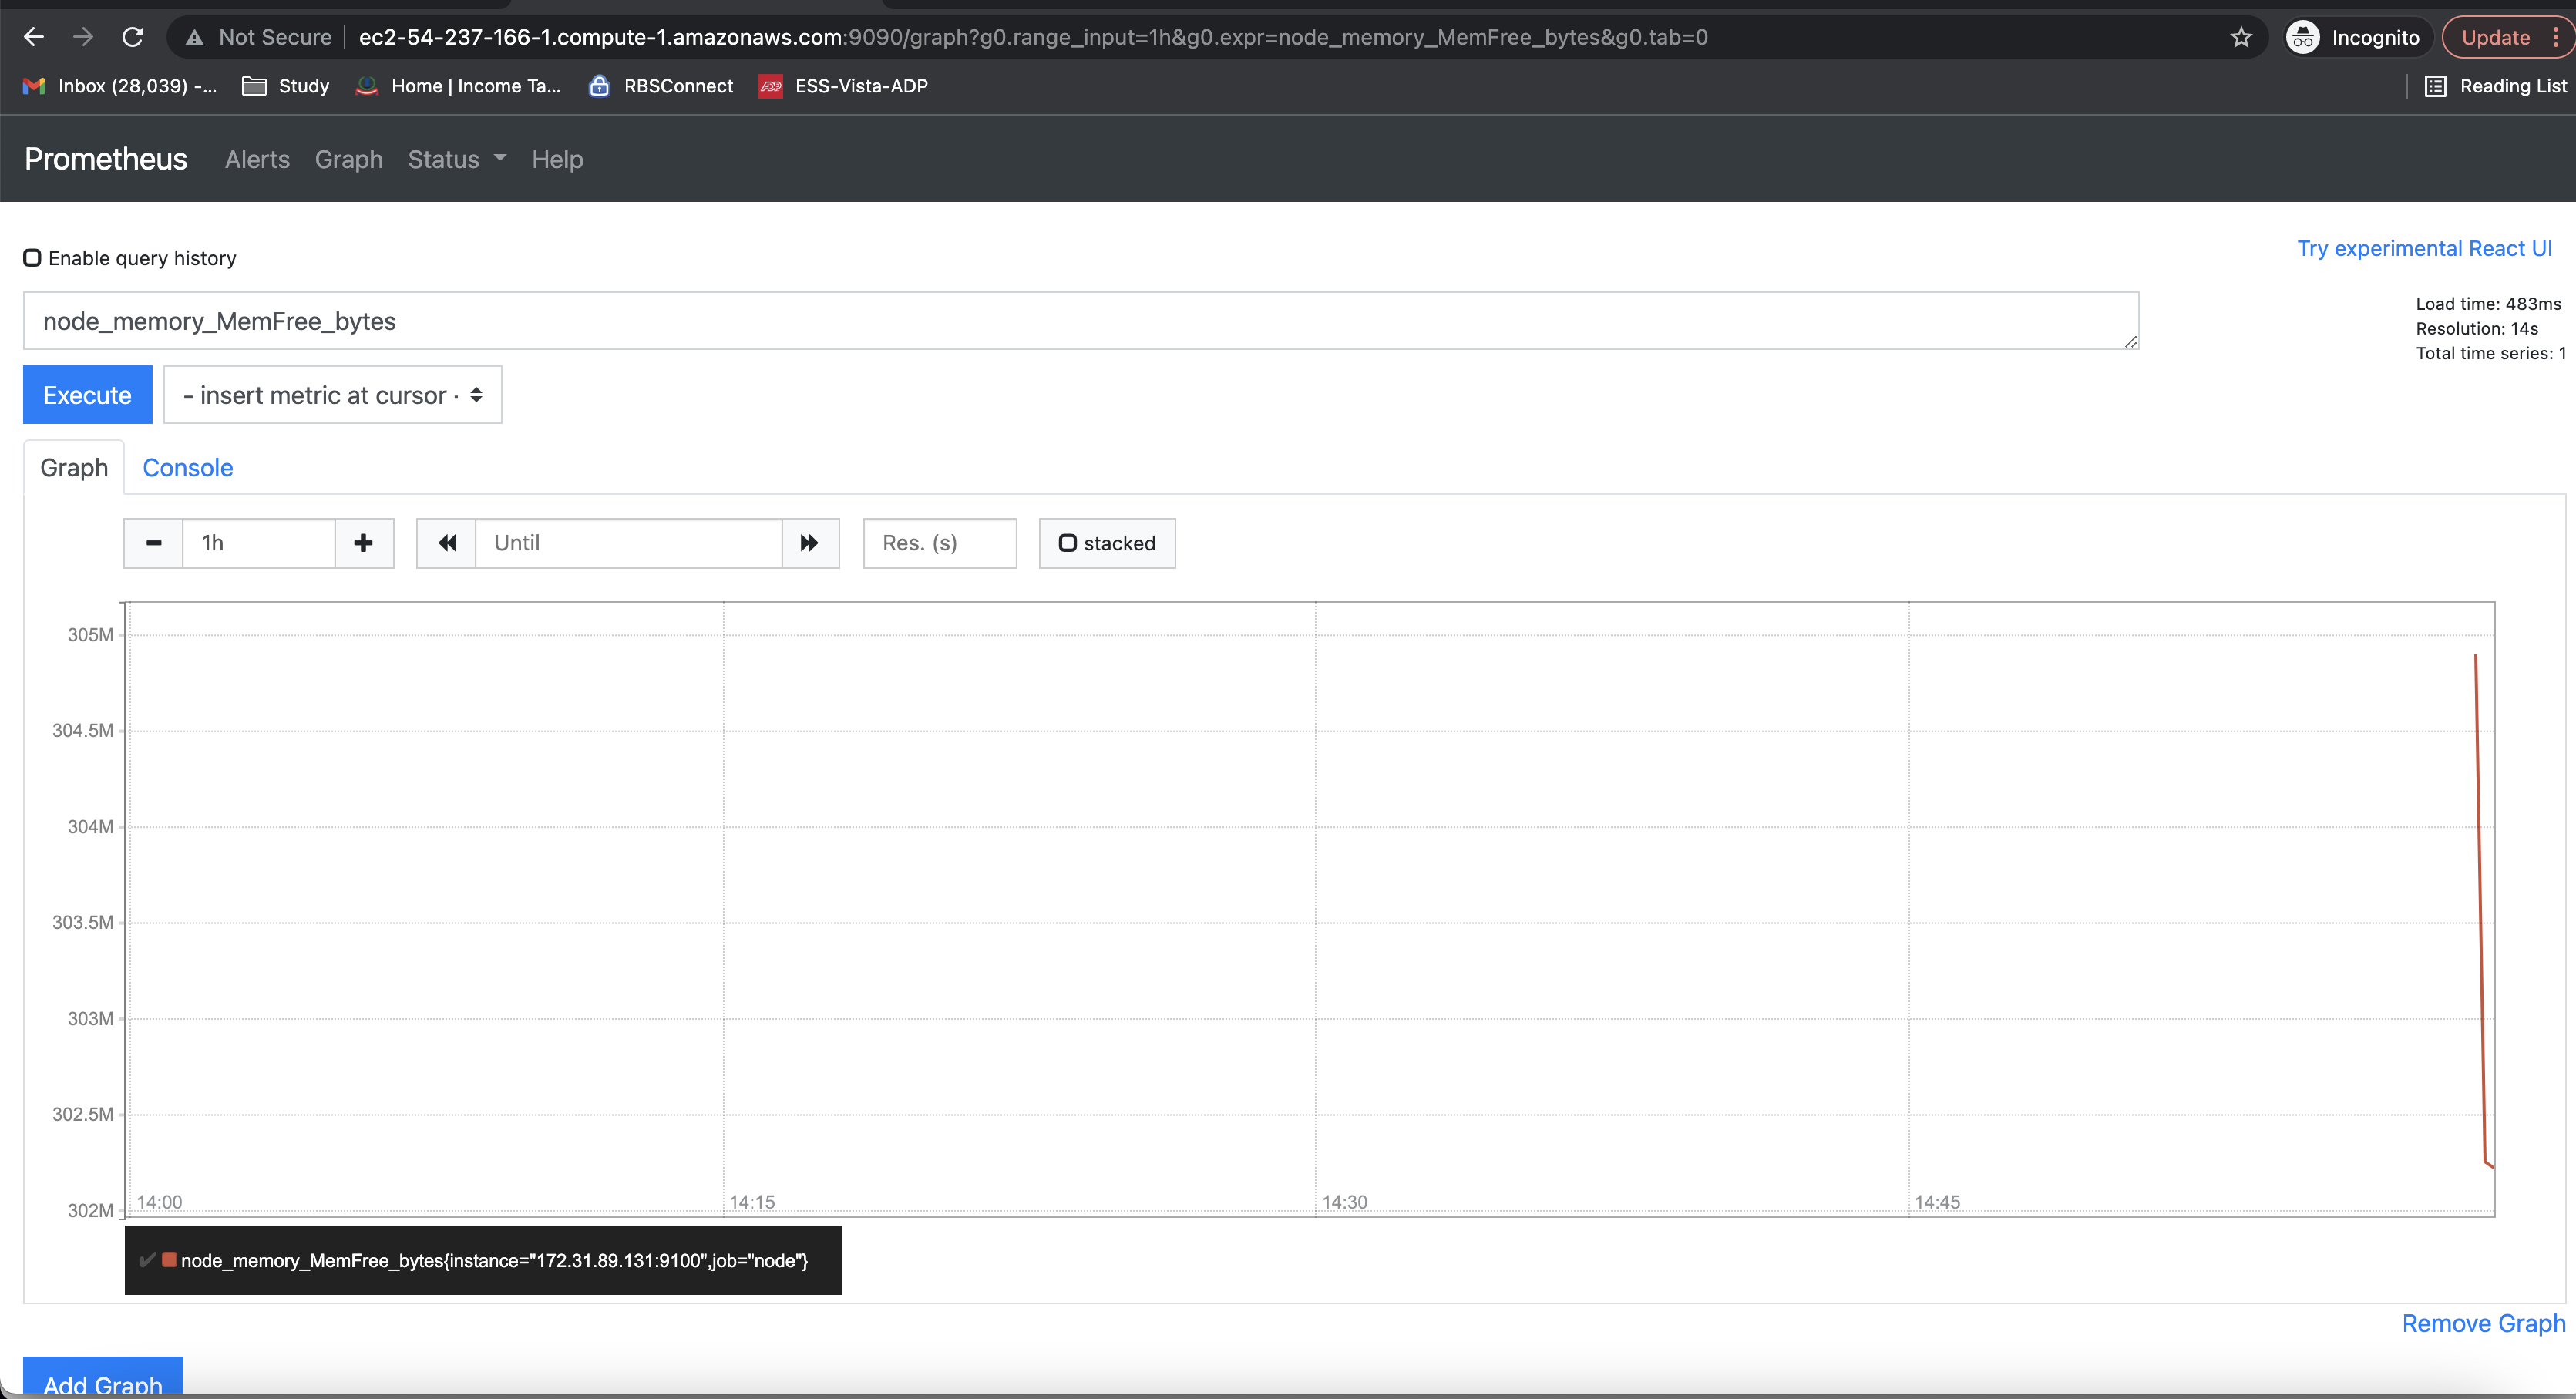 Not Secure ec2-54-237-166-1.compute-1.amazonaws.com:9090/graph?g0.range_input=1h&g0.expr=node_memory_MemFree_bytes&g0.tab=0 Incognito Update
Inbox (28,039) -... Study Home | Income Ta... RBSConnect ADP ESS-Vista-ADP Reading List
Prometheus Alerts Graph Status Help
Enable query history Try experimental React UI
node_memory_MemFree_bytes
Load time: 483ms
Resolution: 14s
Total time series: 1
Execute - insert metric at cursor -
Graph Console
1h Until Res. (s) stacked
305M
304.5M
304M
303.5M
303M
302.5M
302M
14:00 14:15 14:30 14:45
node_memory_MemFree_bytes{instance="172.31.89.131:9100",job="node"}
Remove Graph
Add Graph